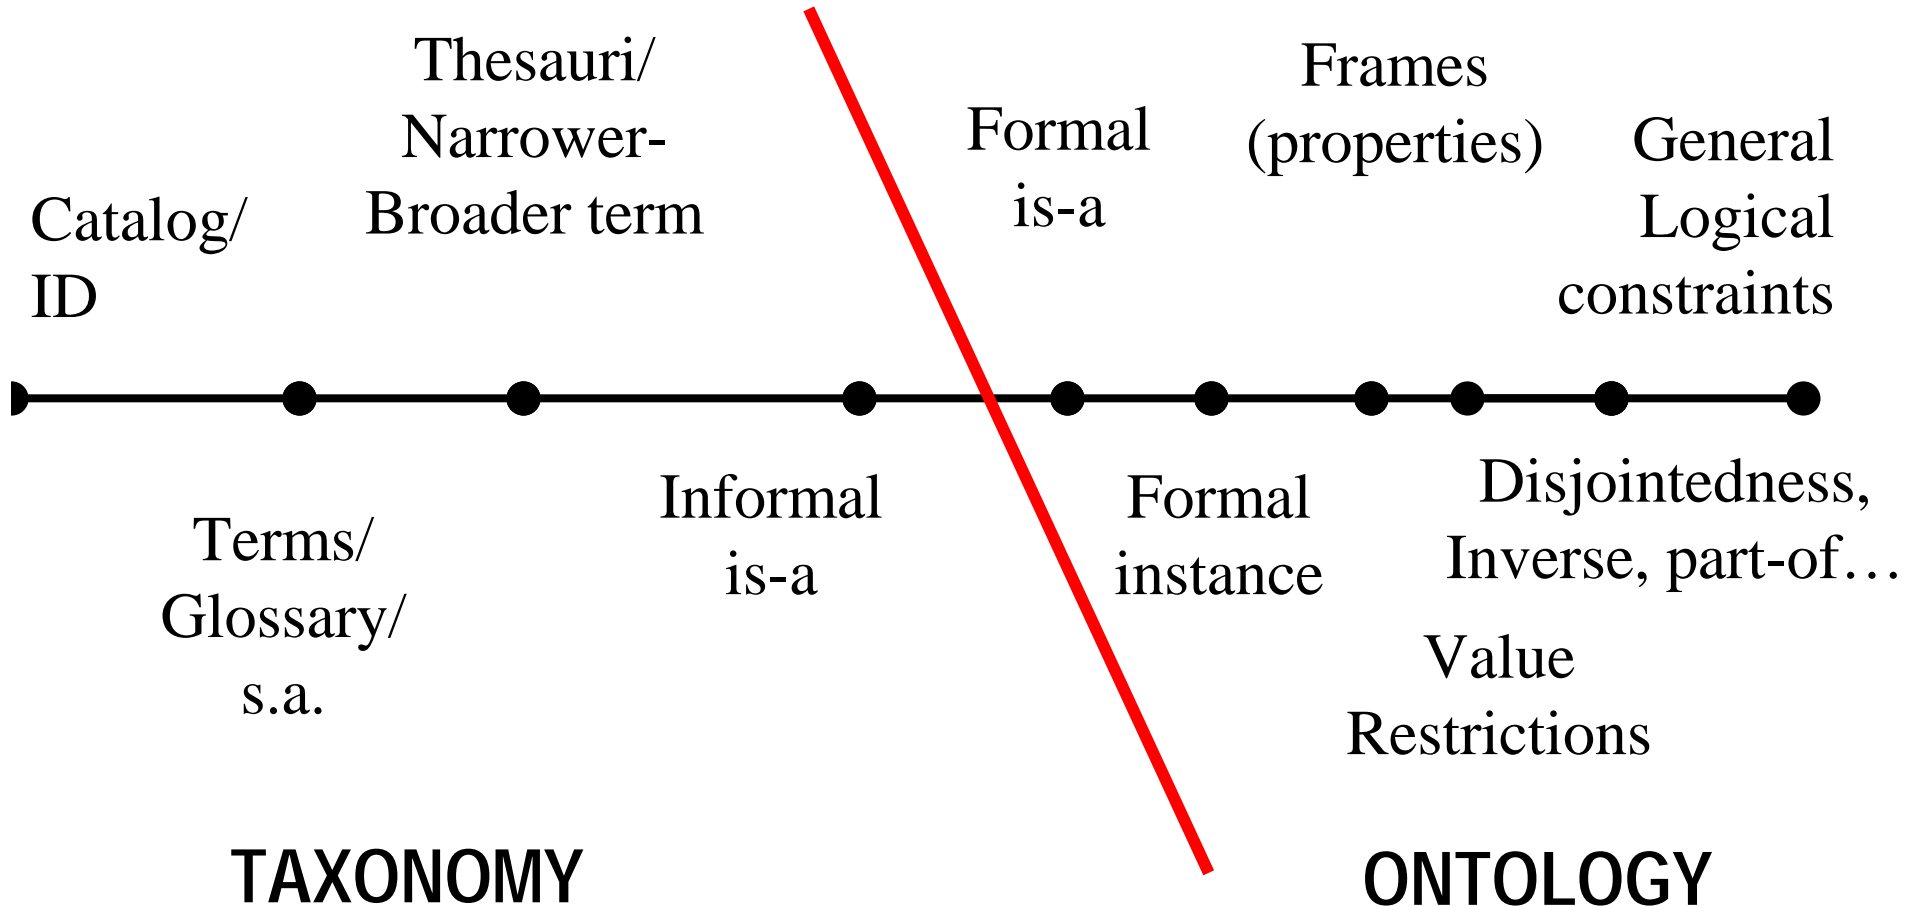 Thesauri/
Narrower-
Broader term
Catalog/
ID
Formal
is-a
Frames
(properties)
General
Logical
constraints
Terms/
Glossary/
s.a.
Informal
is-a
Formal
instance
Disjointedness,
Inverse, part-of…
Value
Restrictions
TAXONOMY
ONTOLOGY